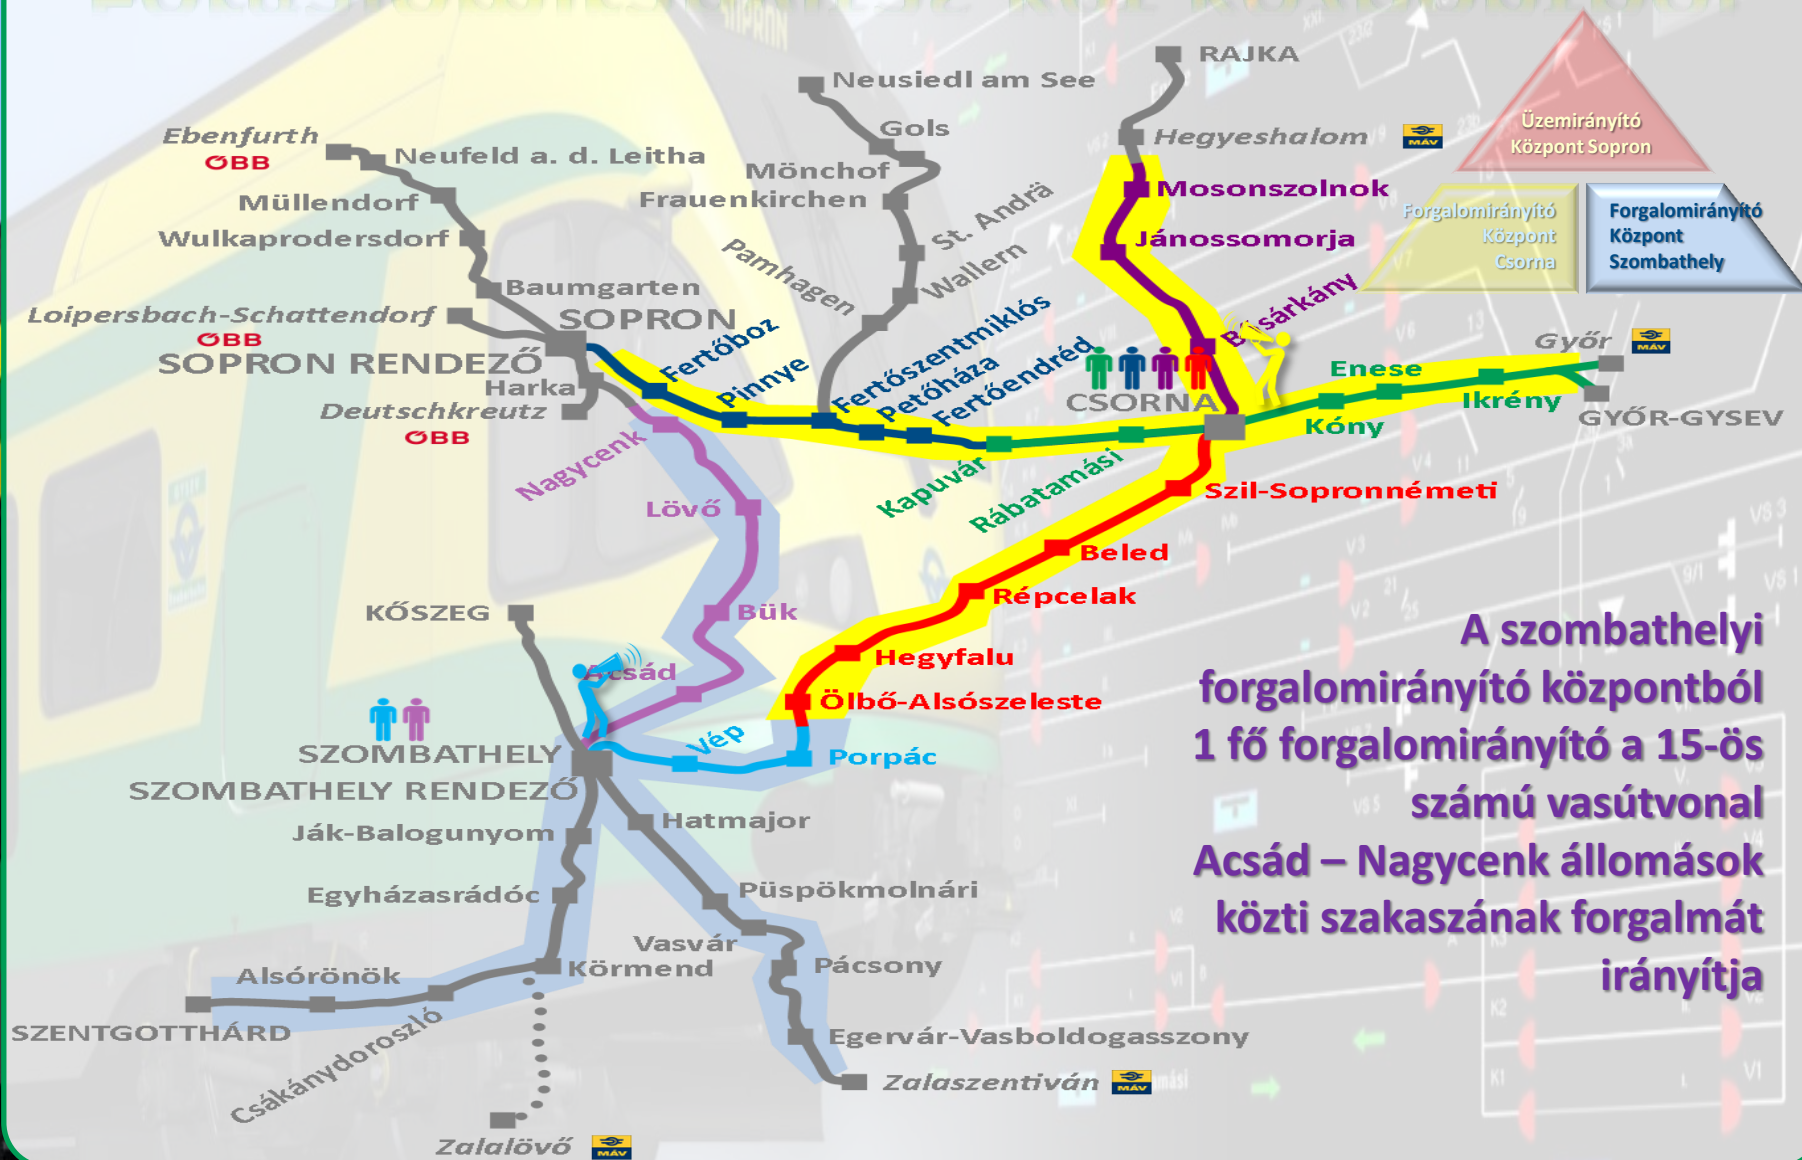 RAJKA
Neusiedl am See
Gols
Hegyeshalom
MÁV
Üzemirányító
Központ Sopron
Ebenfurth
ÖBB
Neufeld a. d. Leitha
Mönchof
Frauenkirchen
Mosonszolnok
Müllendorf
St. Andrä
Forgalomirányító
Központ
Csorna
Forgalomirányító
Központ
Szombathely
Wulkaprodersdorf
Jánossomorja
Pamhagen
Wallern
Baumgarten
Loipersbach-Schattendorf
ÖBB
SOPRON
SOPRON RENDEZŐ
Fertőboz
Pinnye
Fertőszentmiklós
Petőháza
Fertőendréd
Győr
MÁV
Enese
Harka
Deutschkreutz
ÖBB
CSORNA
Ikrény
Kóny
GYŐR-GYSEV
Nagycenk
Kapuvár
Rábatamási
Lövő
Szil-Sopronnémeti
Beled
Répcelak
KŐSZEG
Bük
Hegyfalu
Ölbő-Alsószeleste
Vép
Porpác
SZOMBATHELY
SZOMBATHELY RENDEZŐ
A szombathelyi
forgalomirányító központból
1 fő forgalomirányító a 15-ös
számú vasútvonal
Acsád – Nagycenk állomások
közti szakaszának forgalmát
irányítja
Ják-Balogunyom
Hatmajor
Egyházasrádóc
Püspökmolnári
Vasvár
Körmend
Pácsony
Alsórönök
SZENTGOTTHÁRD
Csákánydoroszló
Egervár-Vasboldogasszony
Zalaszentiván
MÁV
Zalalövő
MÁV